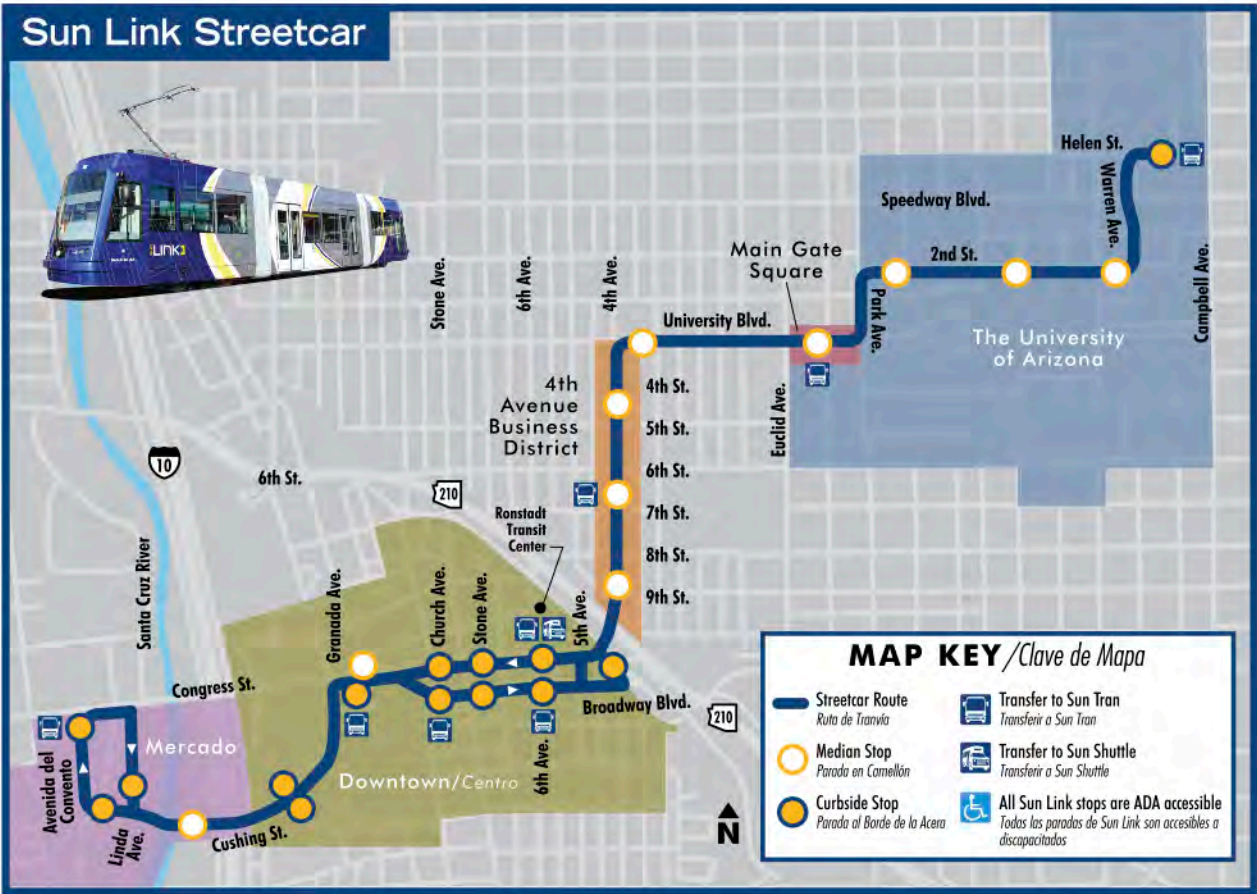 Sun Link Streetcar
LINK
Helen St.
Warren Ave.
Speedway Blvd.
Campbell Ave.
Main Gate
Square
2nd St.
Stone Ave.
6th Ave.
4th Ave.
University Blvd.
Park Ave.
The University
of Arizona
4th
Avenue
Business
District
4th St.
5th St.
Euclid Ave.
10
6th St.
6th St.
210
7th St.
Ronstadt
Transit
Center
8th St.
9th St.
Santa Cruz River
Granada Ave.
Church Ave.
Stone Ave.
5th Ave.
Congress St.
Broadway Blvd.
210
Mercado
Avenida del
Convento
Downtown/Centro
6th Ave.
Linda
Ave.
Cushing St.
N
MAP KEY/Clave de Mapa
Streetcar Route
Ruta de Tranvía
Median Stop
Parada en Camellón
Curbside Stop
Parada al Borde de la Acera
Transfer to Sun Tran
Transferir a Sun Tran
Transfer to Sun Shuttle
Transferir a Sun Shuttle
All Sun Link stops are ADA accessible
Todas las paradas de Sun Link son accesibles a
discapacitados